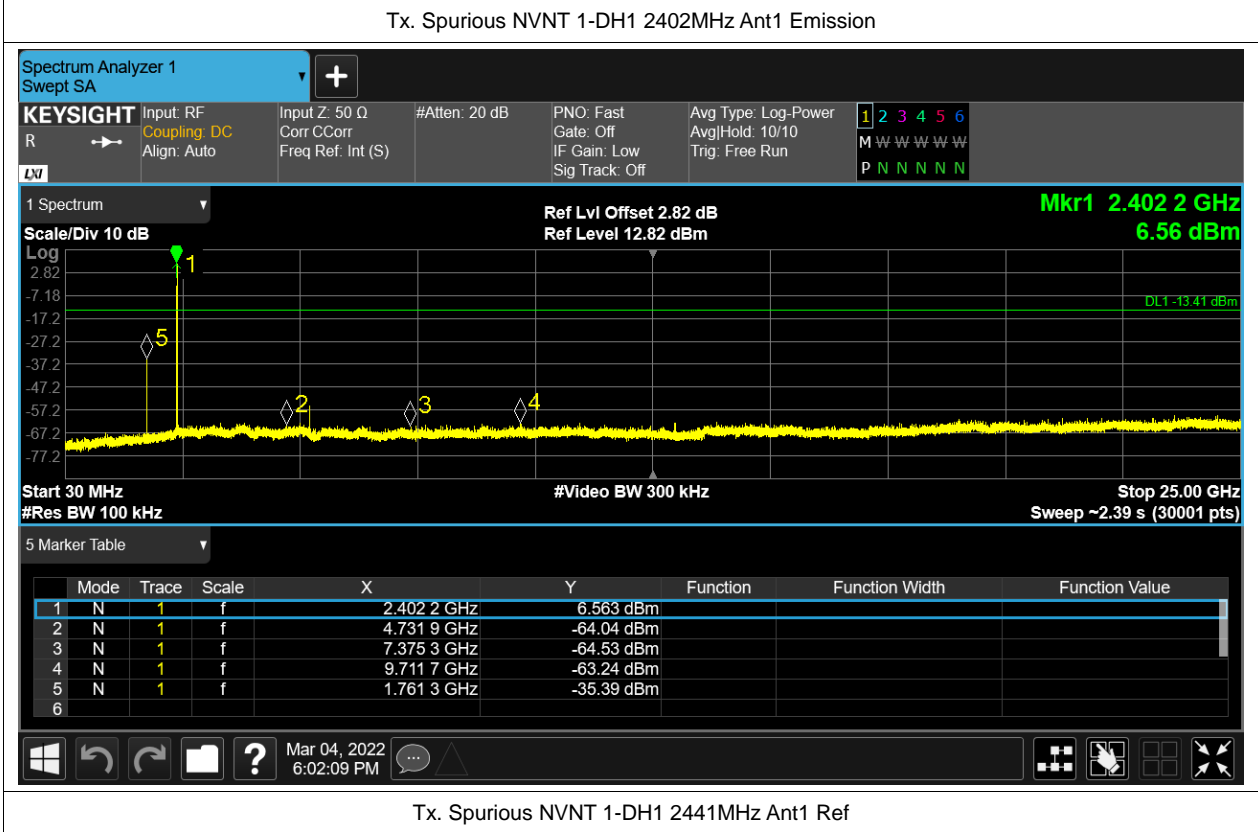 Tx. Spurious NVNT 1-DH1 2402MHz Ant1 Emission
Spectrum Analyzer 1
Swept SA
KEYSIGHT
R
LXI
Input: RF
Coupling: DC
Align: Auto
Input Z: 50 Ω
Corr CCorr
Freq Ref: Int (S)
#Atten: 20 dB
PNO: Fast
Gate: Off
IF Gain: Low
Sig Track: Off
Avg Type: Log-Power
Avg|Hold: 10/10
Trig: Free Run
1 2 3 4 5 6
M W W W W W
P N N N N N
1 Spectrum
Scale/Div 10 dB
Ref Lvl Offset 2.82 dB
Ref Level 12.82 dBm
Mkr1 2.402 2 GHz
6.56 dBm
Log
2.82
-7.18
-17.2
-27.2
-37.2
-47.2
-57.2
-67.2
-77.2
1
DL1 -13.41 dBm
5
2
3
4
Start 30 MHz
#Video BW 300 kHz
Stop 25.00 GHz
#Res BW 100 kHz
Sweep ~2.39 s (30001 pts)
5 Marker Table
Mode Trace Scale X Y Function Function Width Function Value
1 N 1 f 2.402 2 GHz 6.563 dBm
2 N 1 f 4.731 9 GHz -64.04 dBm
3 N 1 f 7.375 3 GHz -64.53 dBm
4 N 1 f 9.711 7 GHz -63.24 dBm
5 N 1 f 1.761 3 GHz -35.39 dBm
6
?
Mar 04, 2022
6:02:09 PM
Tx. Spurious NVNT 1-DH1 2441MHz Ant1 Ref